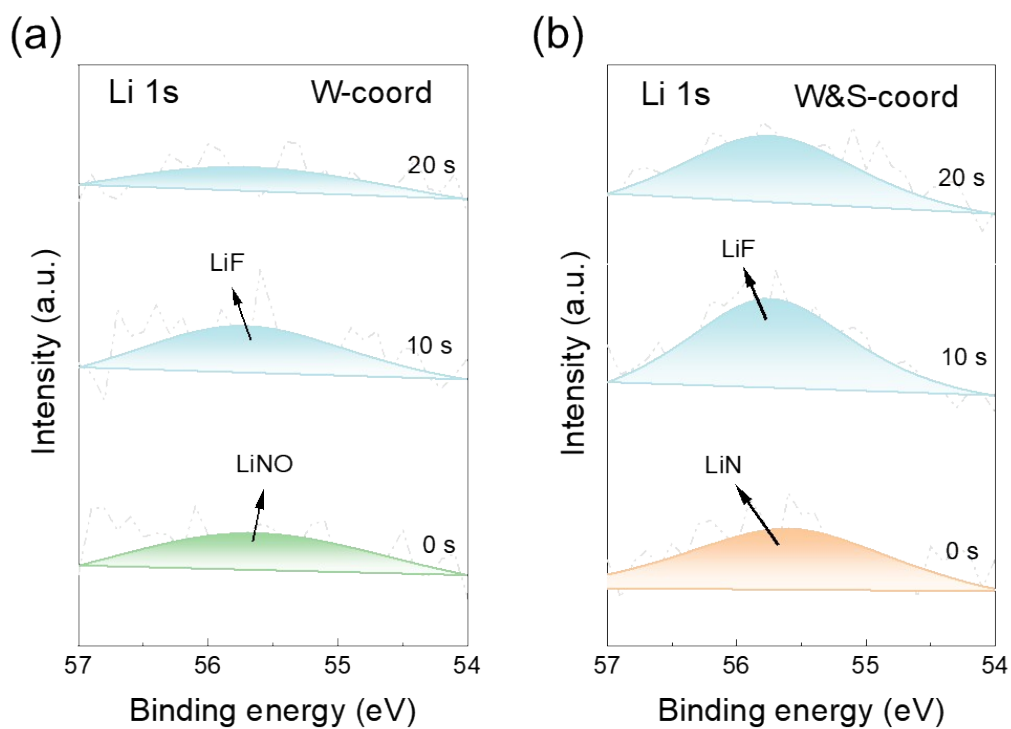 (a)
Li 1s W-coord
20 s
LiF
10 s
LiNO
0 s
Intensity (a.u.)
57 56 55 54
Binding energy (eV)
(b)
Li 1s W&S-coord
20 s
LiF
10 s
LiN
0 s
Intensity (a.u.)
57 56 55 54
Binding energy (eV)